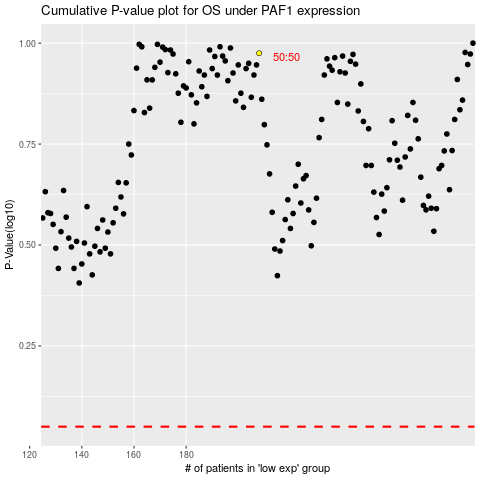 Cumulative P-value plot for OS under PAF1 expression
P-Value(log10)
1.00
0.75
0.50
0.25
50:50
120 140 160 180
# of patients in 'low exp' group